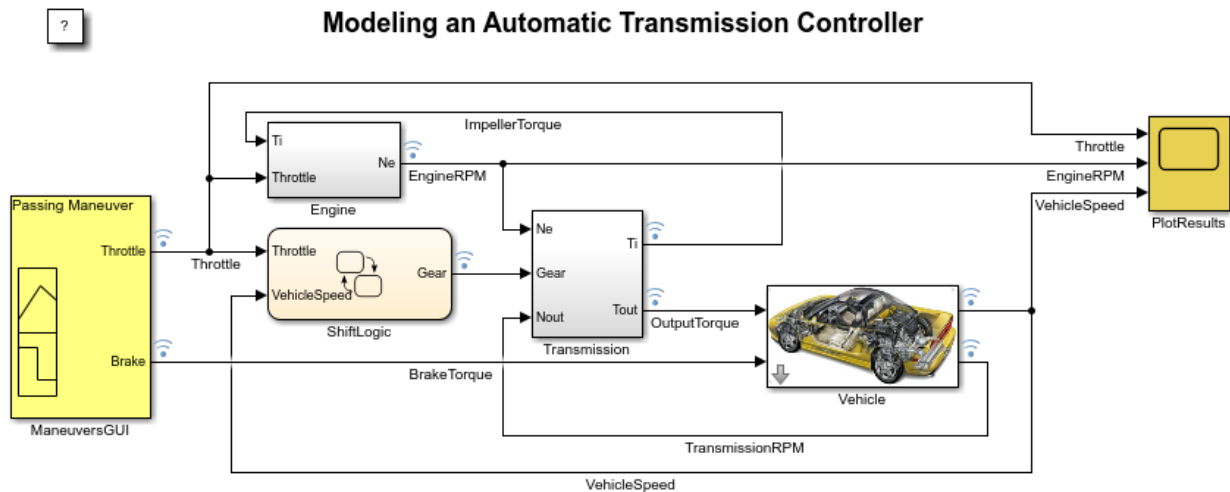 ?
Modeling an Automatic Transmission Controller
ImpellerTorque
Ti
Throttle
Ne
EngineRPM
Engine
Throttle
EngineRPM
VehicleSpeed
PlotResults
Passing Maneuver
Throttle
Brake
ManeuversGUI
Throttle
Throttle
VehicleSpeed
Gear
ShiftLogic
Ne
Gear
Nout
Ti
Tout
Transmission
OutputTorque
BrakeTorque
Vehicle
TransmissionRPM
VehicleSpeed